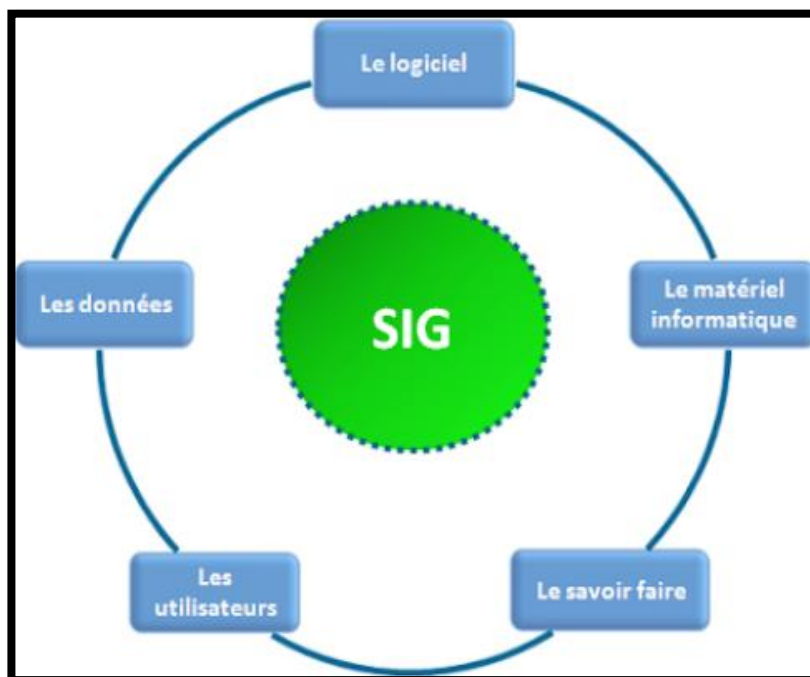 Le logiciel
Les données
SIG
Le matériel
informatique
Les
utilisateurs
Le savoir faire